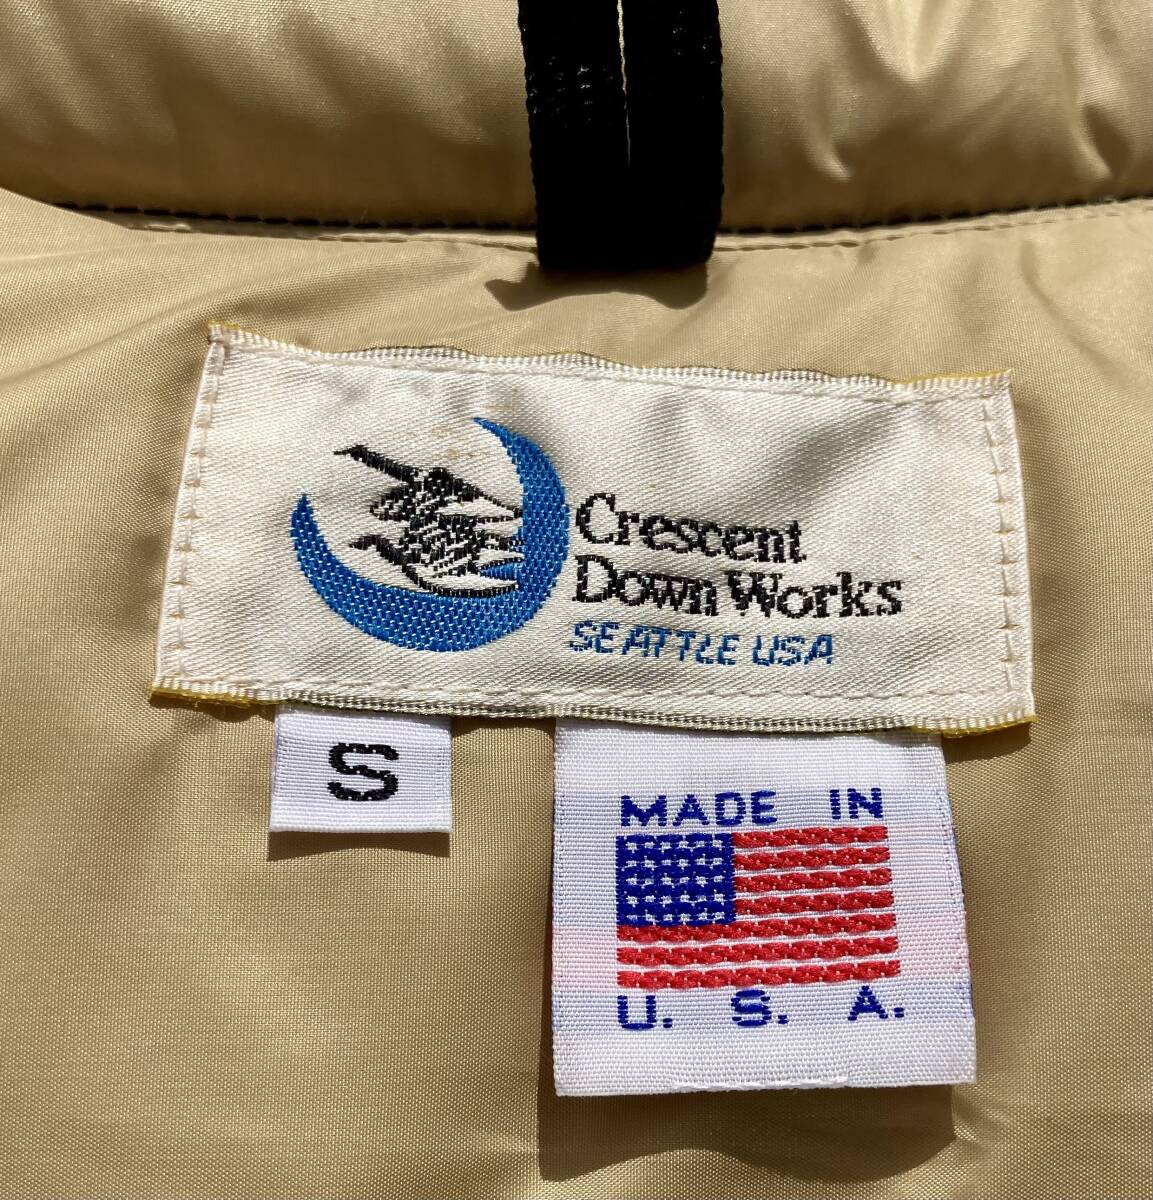 Crescent
Down Works
SEATTLE USA
S
MADE IN
U. S. A.